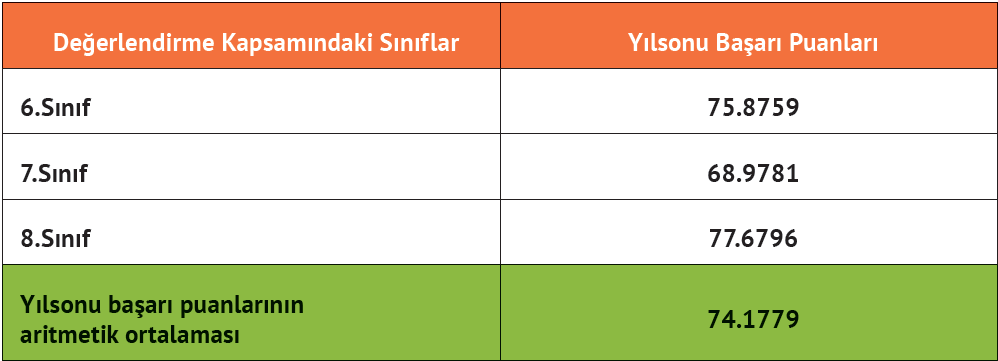 Değerlendirme Kapsamındaki Sınıflar Yılsonu Başarı Puanları
6.Sınıf 75.8759
7.Sınıf 68.9781
8.Sınıf 77.6796
Yılsonu başarı puanlarının
aritmetik ortalaması 74.1779